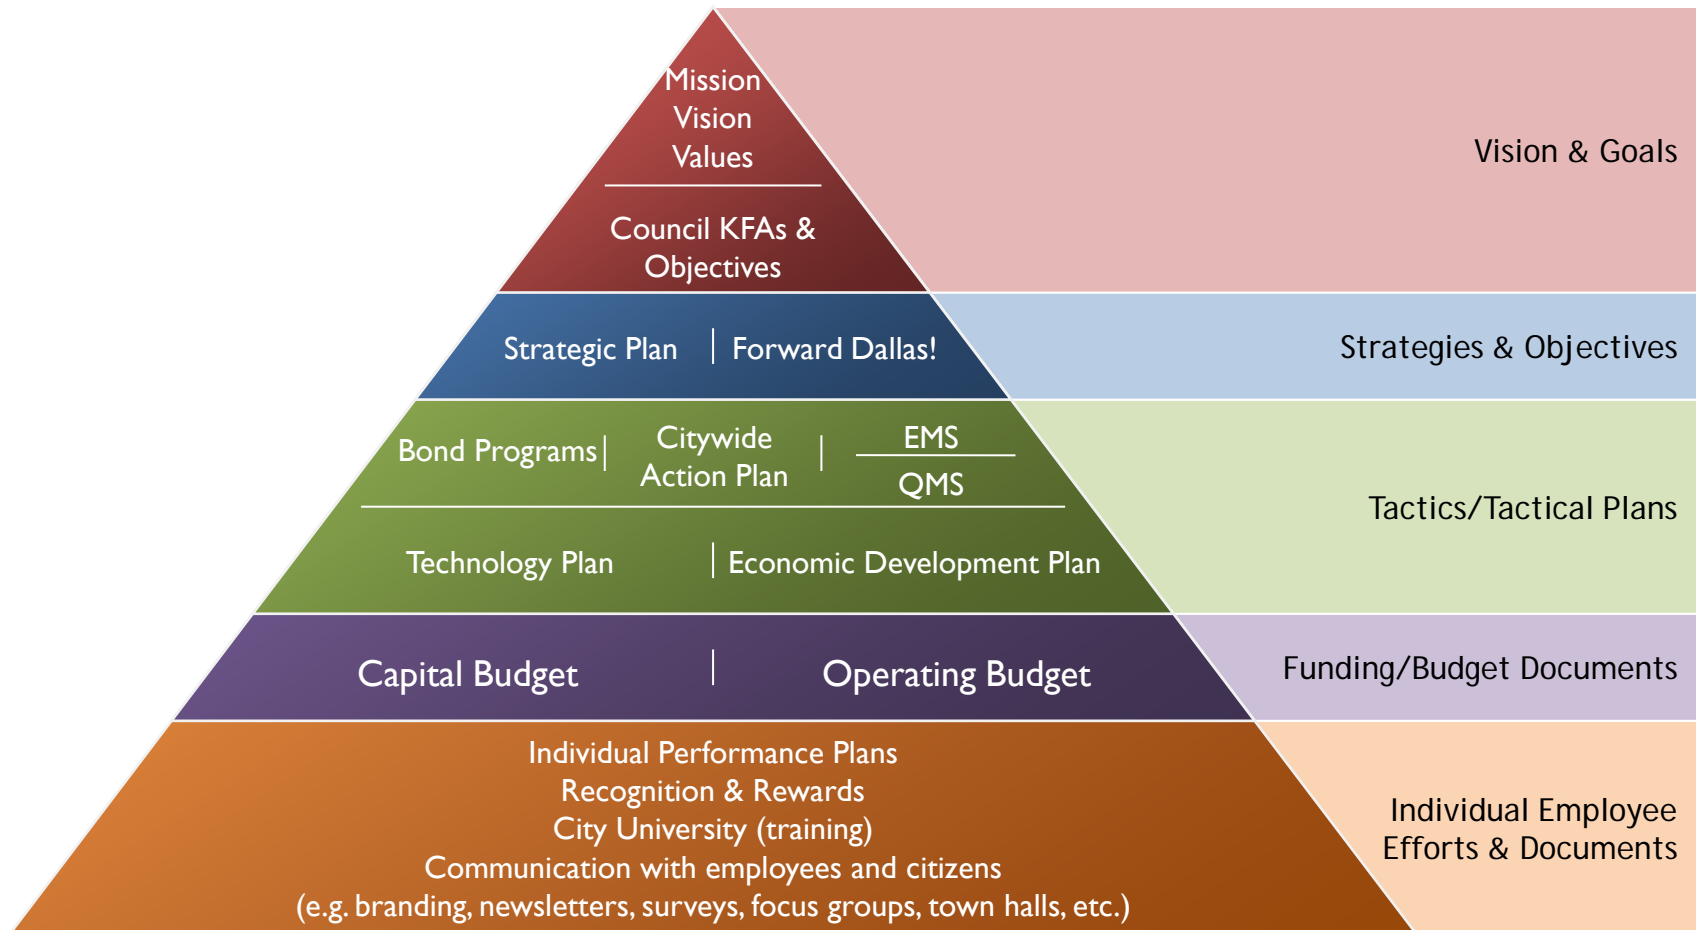 Mission
Vision
Values
Council KFAs &
Objectives
Vision & Goals
Strategic Plan
Forward Dallas!
Strategies & Objectives
Bond Programs
Citywide
Action Plan
EMS
QMS
Technology Plan
Economic Development Plan
Tactics/Tactical Plans
Capital Budget
Operating Budget
Funding/Budget Documents
Individual Performance Plans
Recognition & Rewards
City University (training)
Communication with employees and citizens
(e.g. branding, newsletters, surveys, focus groups, town halls, etc.)
Individual Employee
Efforts & Documents